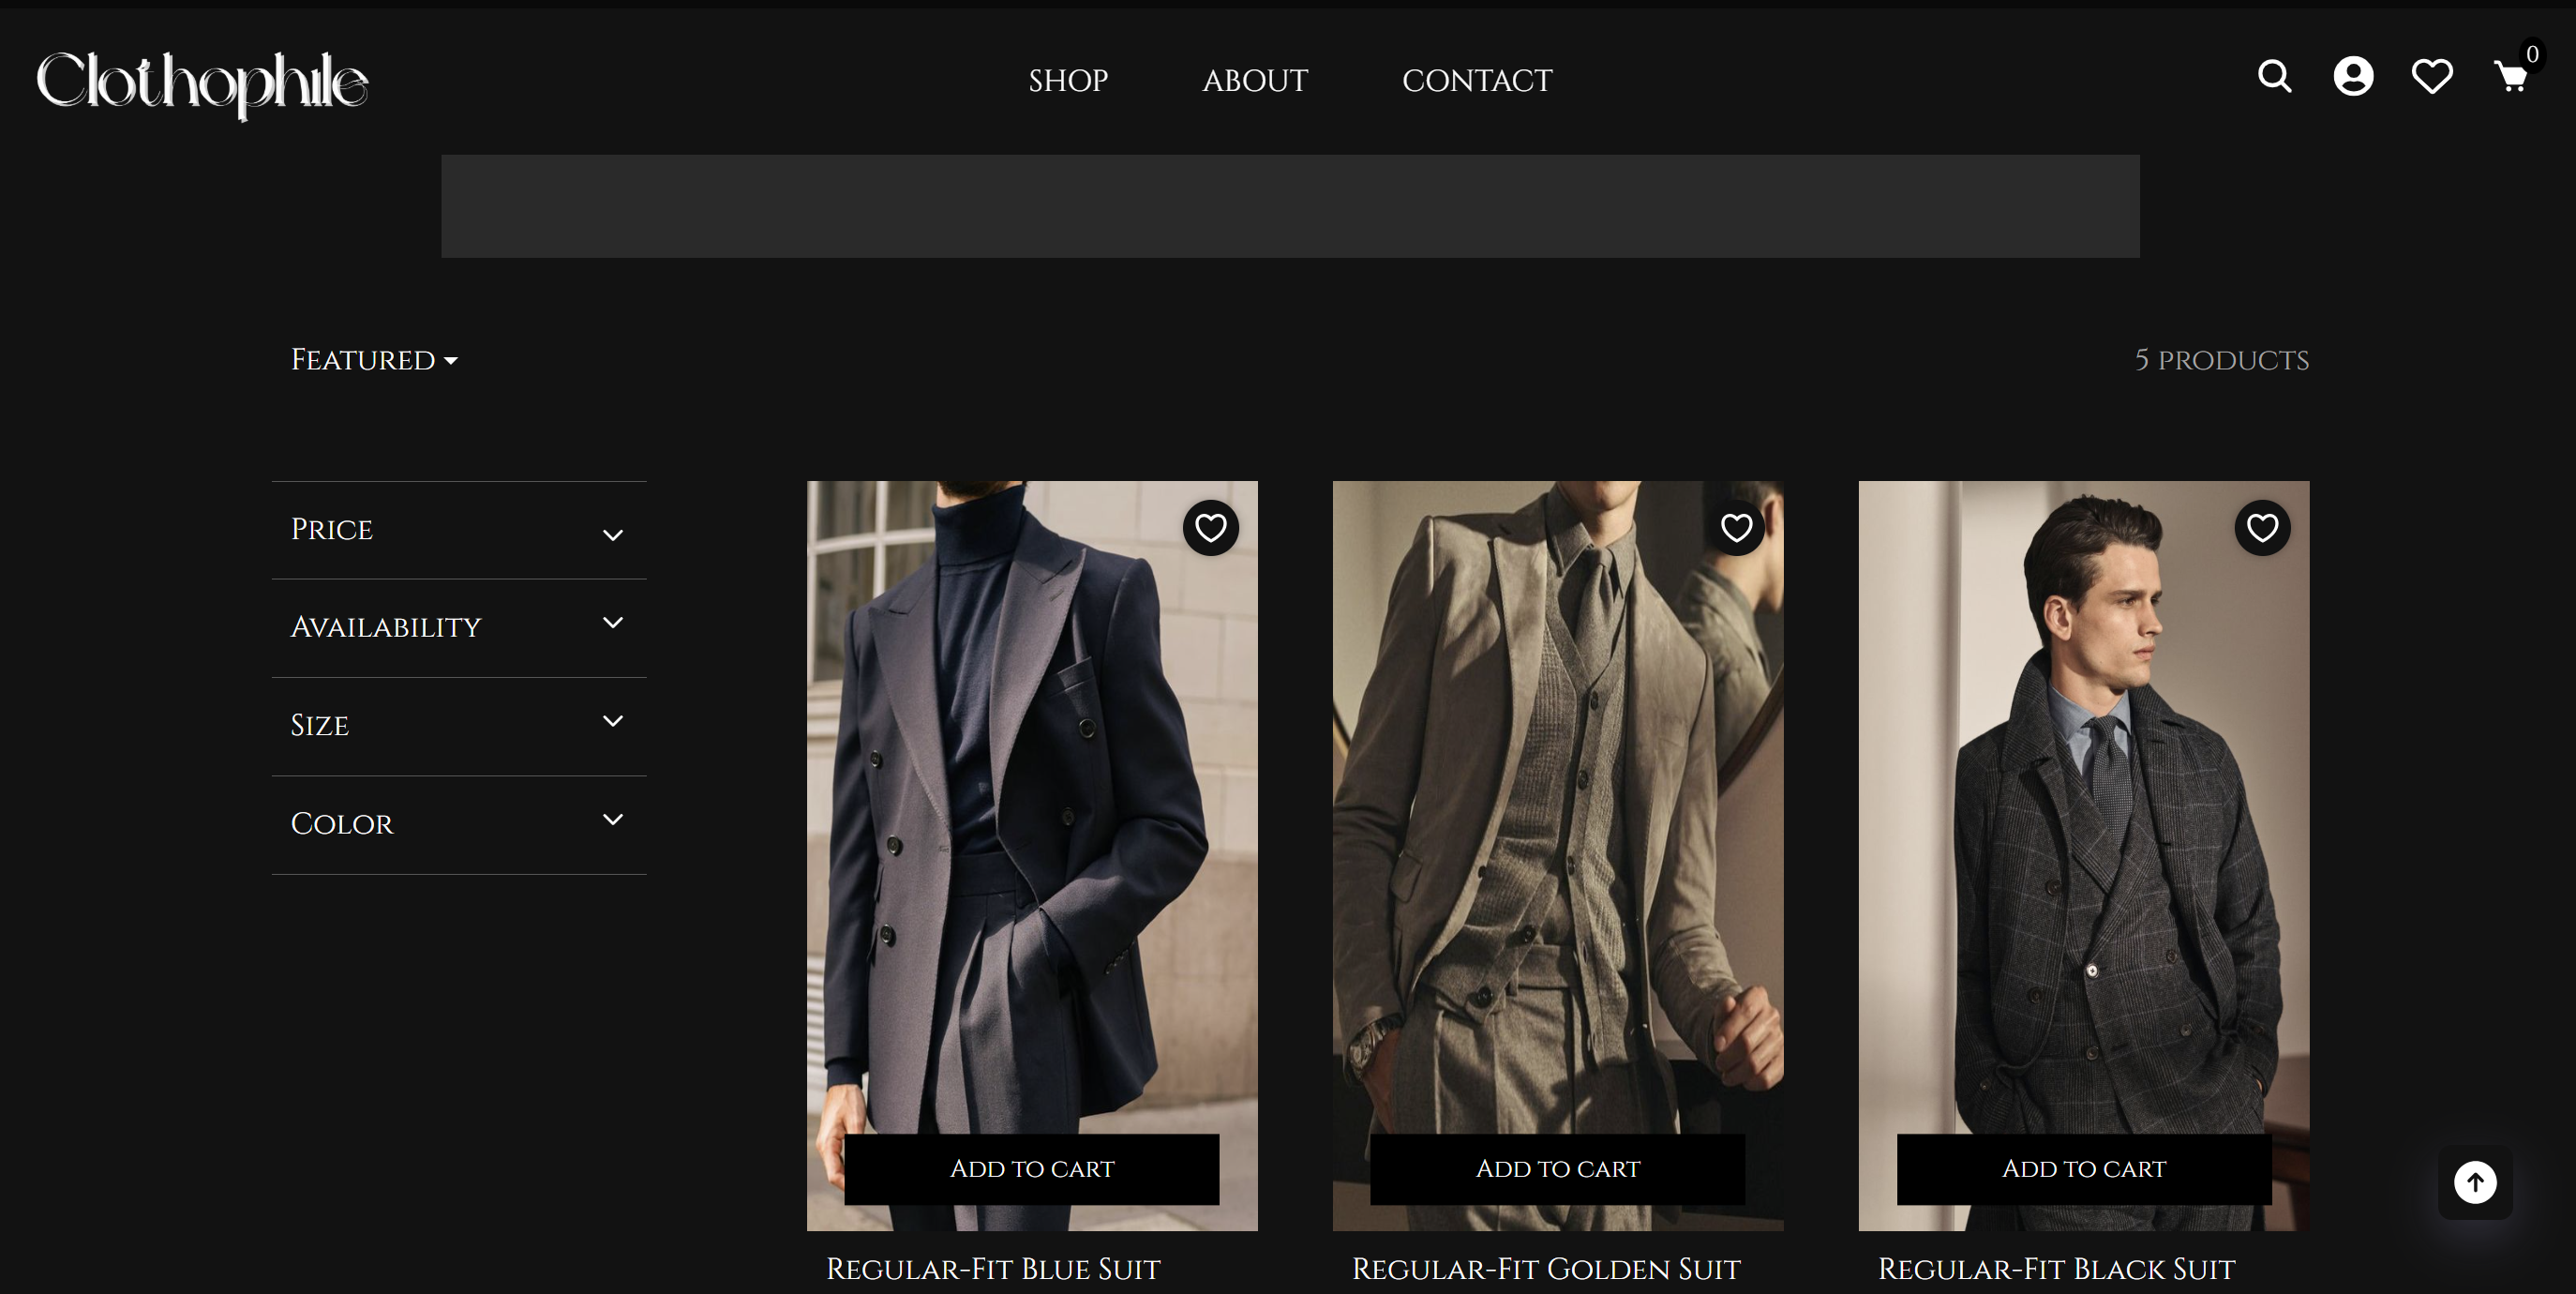 Clothophile
SHOP ABOUT CONTACT
0
Featured
5 products
Price
Availability
Size
Color
Add to cart Add to cart Add to cart
Regular-Fit Blue Suit Regular-Fit Golden Suit Regular-Fit Black Suit